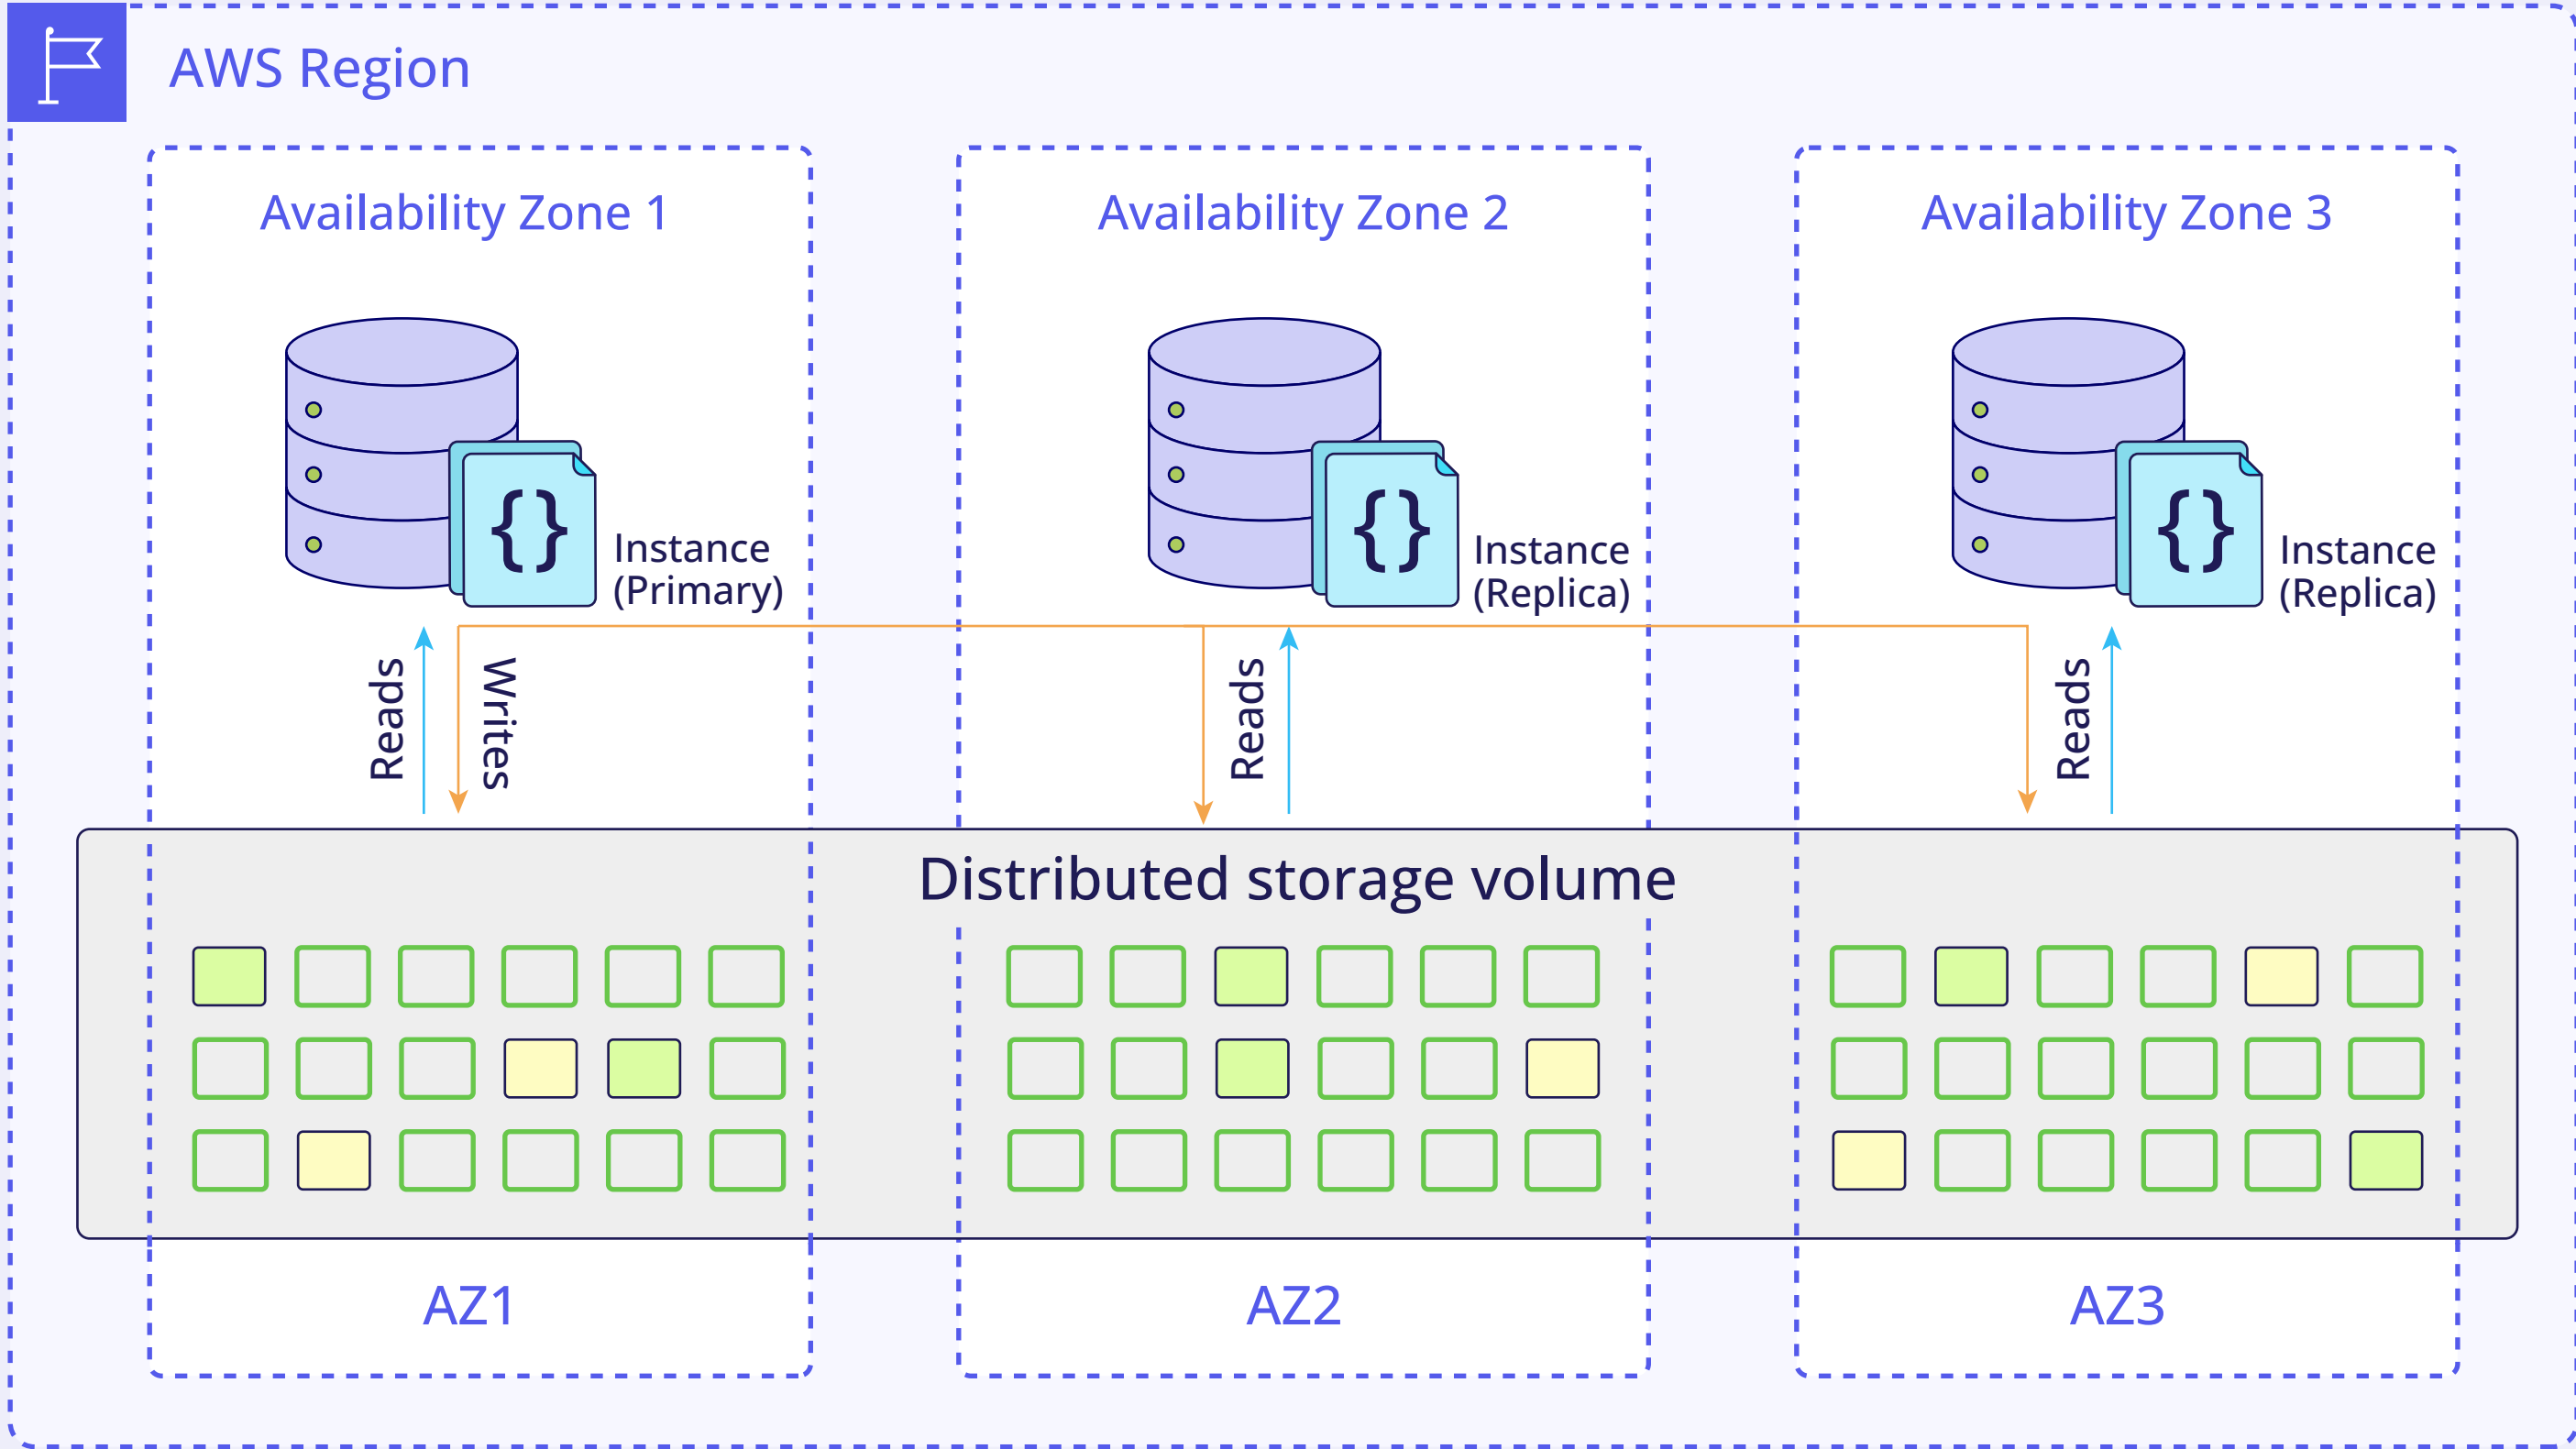 AWS Region
Availability Zone 1
Availability Zone 2
Availability Zone 3
{}
Instance
(Primary)
{}
Instance
(Replica)
{}
Instance
(Replica)
Reads
Writes
Reads
Reads
Distributed storage volume
AZ1
AZ2
AZ3